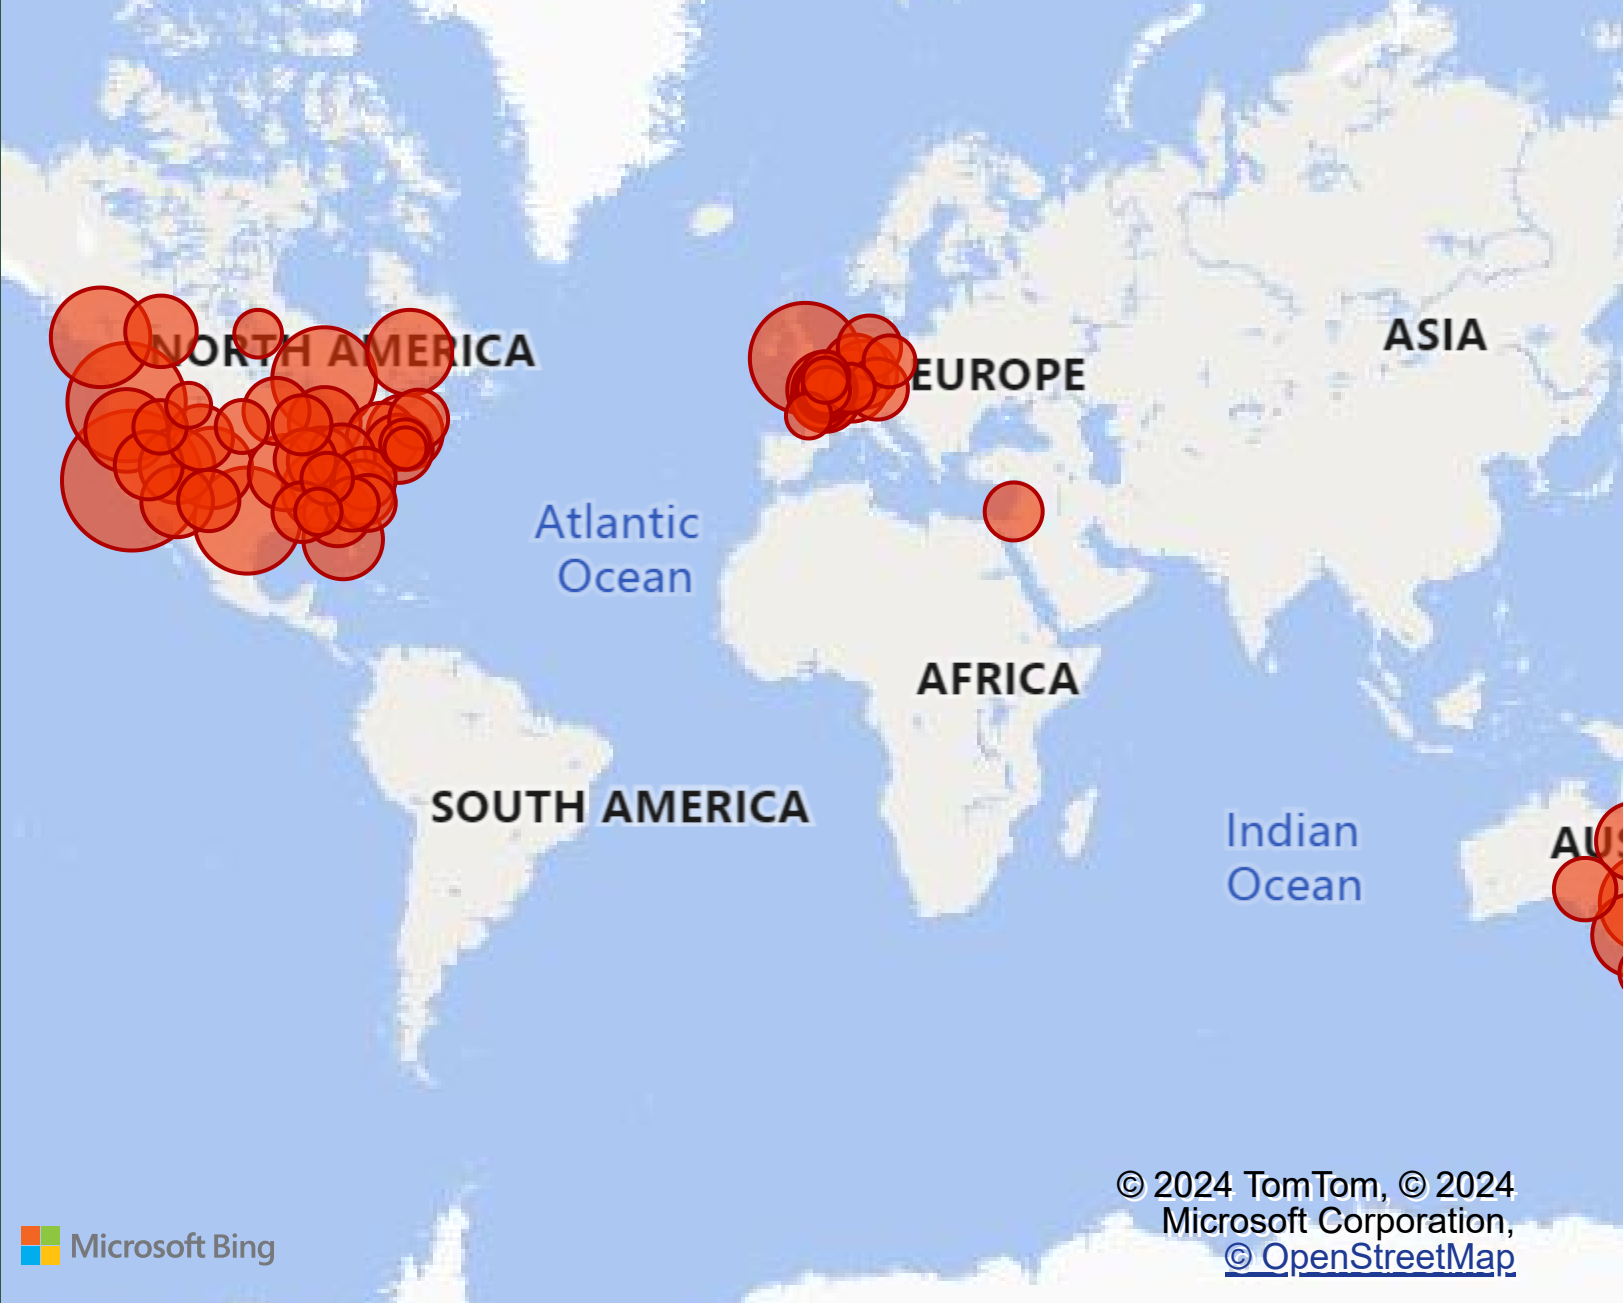 NORTH AMERICA
ASIA
EUROPE
Atlantic
Ocean
AFRICA
SOUTH AMERICA
Indian
Ocean
AUS
© 2024 TomTom, © 2024
Microsoft Corporation,
© OpenStreetMap
Microsoft Bing